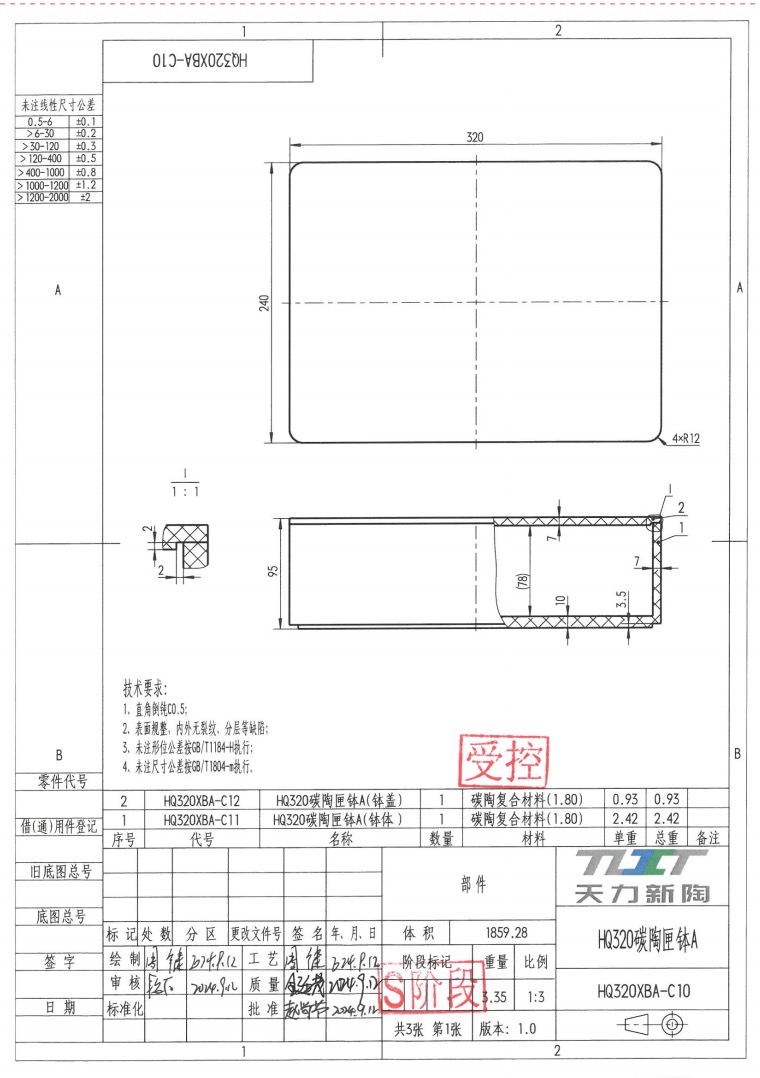 1
2
HQ320XBA-C10
未注线性尺寸公差
0.5-6 ±0.1
>6-30 ±0.2
>30-120 ±0.3
>120-400 ±0.5
>400-1000 ±0.8
>1000-1200 ±1.2
>1200-2000 ±2
320
A
A
240
4×R12
I
1:1
2
2
I
2
1
95
7
(78)
7
10
3.5
技术要求:
1、直角倒钝C0.5;
2、表面规整、内外无裂纹、分层等缺陷;
3、未注形位公差按GB/T1184-H执行;
4、未注尺寸公差按GB/T1804-m执行。
受控
B
B
零件代号
借(通)用件登记
旧底图总号
底图总号
签字
日期
2 HQ320XBA-C12 HQ320碳陶匣钵A(钵盖) 1 碳陶复合材料(1.80) 0.93 0.93
1 HQ320XBA-C11 HQ320碳陶匣钵A(钵体) 1 碳陶复合材料(1.80) 2.42 2.42
序号 代号 名称 数量 材料 单重 总重 备注
部件
天力新陶
标记 处数 分区 更改文件号 签名 年、月、日
体积 1859.28
HQ320碳陶匣钵A
绘制 2024.9.12 工艺 2024.9.12
阶段标记 重量 比例
审核 2024.9.12 质量 2024.9.12
S阶段 3.35 1:3
HQ320XBA-C10
标准化 批准 2024.9.12
共3张 第1张 版本: 1.0
1
2